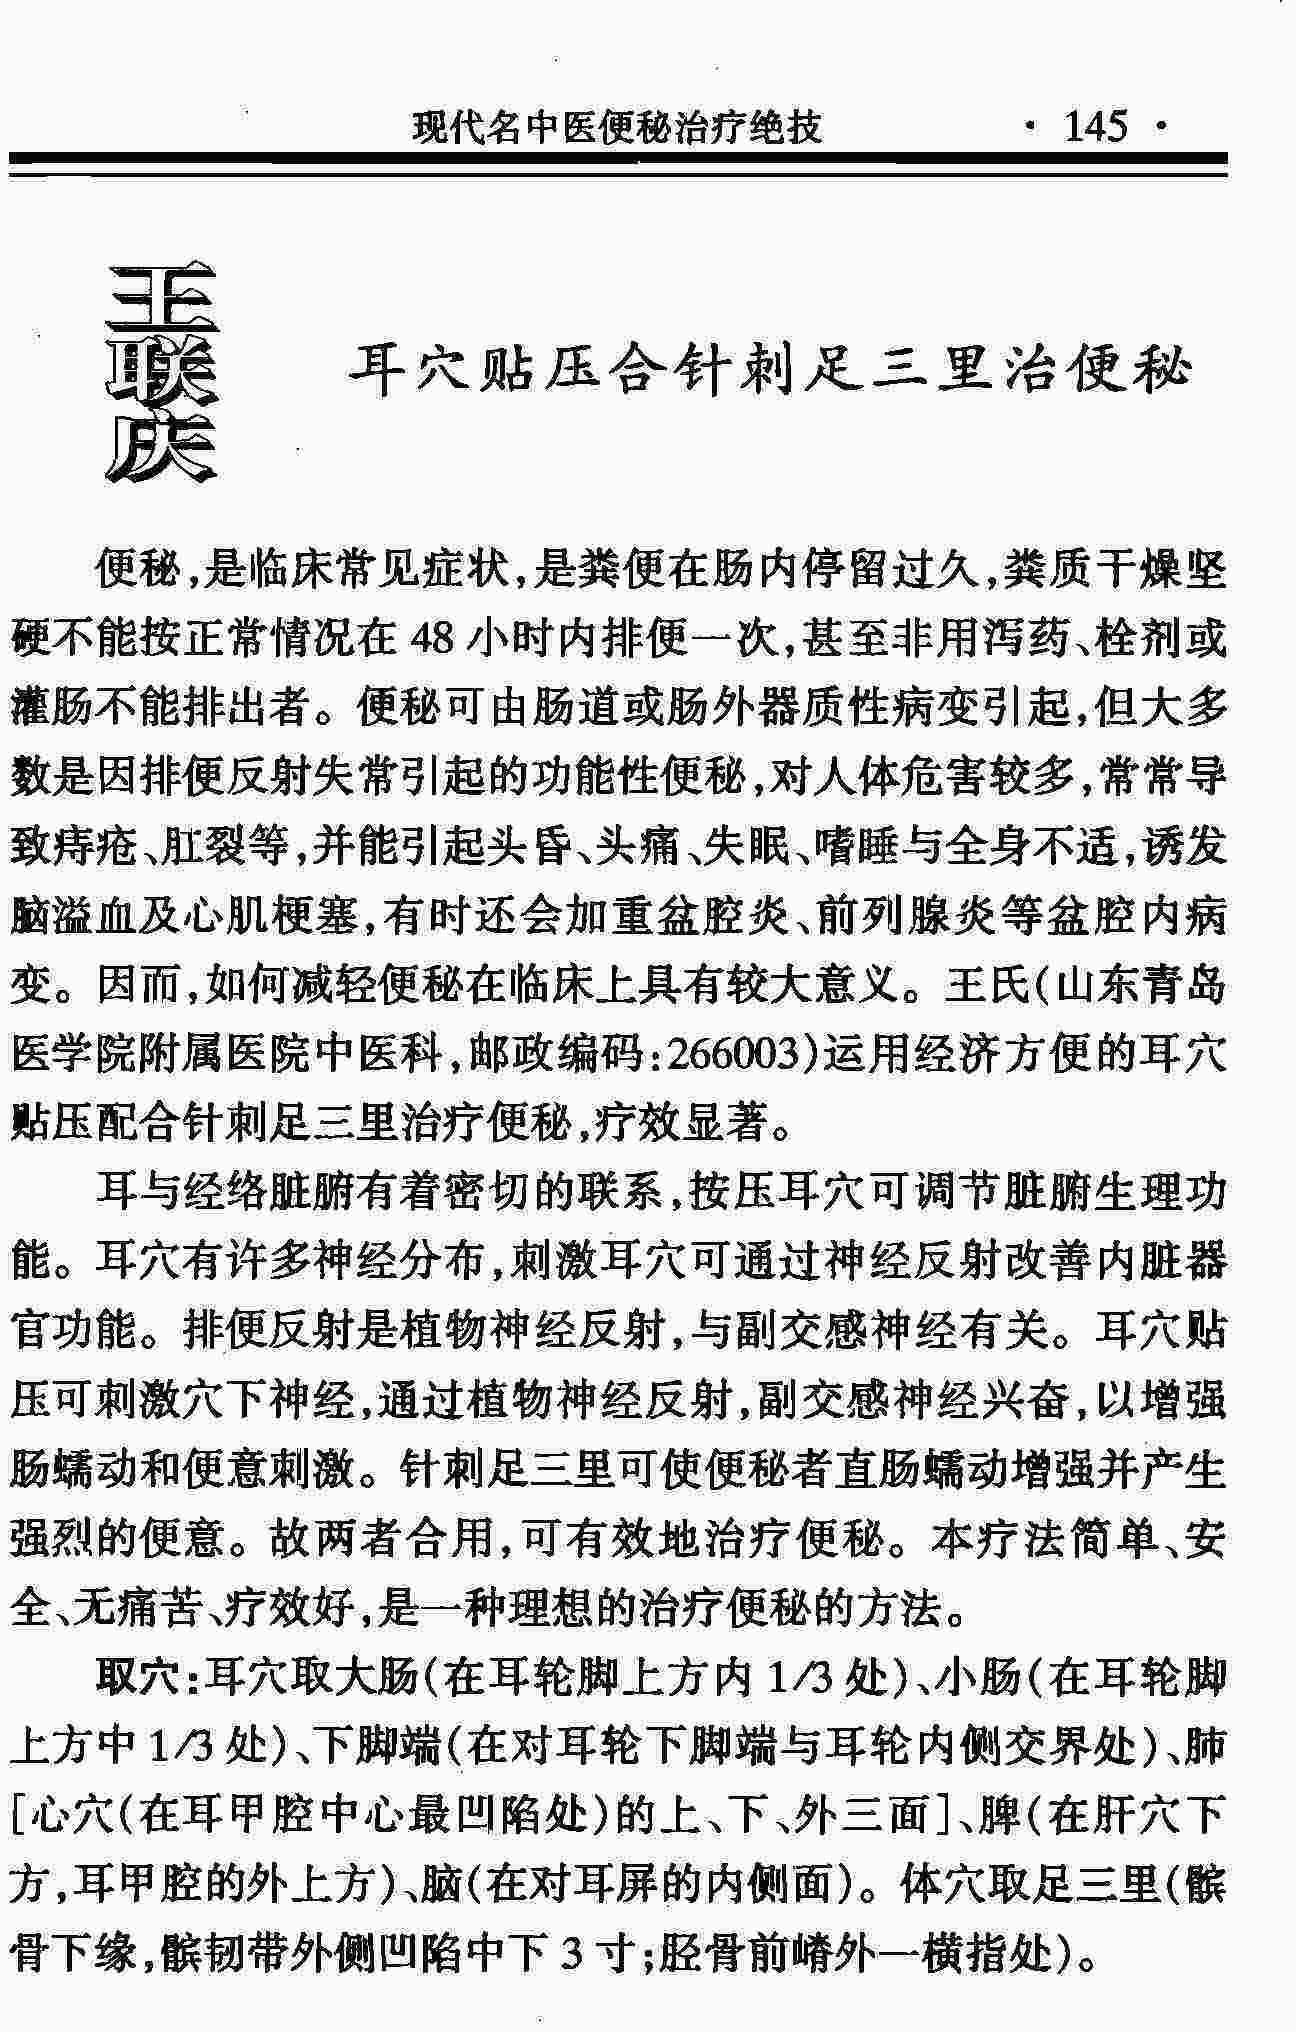 现代名中医便秘治疗绝技 · 145 ·
王联庆
耳穴贴压合针刺足三里治便秘
便秘,是临床常见症状,是粪便在肠内停留过久,粪质干燥坚
硬不能按正常情况在 48 小时内排便一次,甚至非用泻药、栓剂或
灌肠不能排出者。便秘可由肠道或肠外器质性病变引起,但大多
数是因排便反射失常引起的功能性便秘,对人体危害较多,常常导
致痔疮、肛裂等,并能引起头昏、头痛、失眠、嗜睡与全身不适,诱发
脑溢血及心肌梗塞,有时还会加重盆腔炎、前列腺炎等盆腔内病
变。因而,如何减轻便秘在临床上具有较大意义。王氏(山东青岛
医学院附属医院中医科,邮政编码:266003)运用经济方便的耳穴
贴压配合针刺足三里治疗便秘,疗效显著。
耳与经络脏腑有着密切的联系,按压耳穴可调节脏腑生理功
能。耳穴有许多神经分布,刺激耳穴可通过神经反射改善内脏器
官功能。排便反射是植物神经反射,与副交感神经有关。耳穴贴
压可刺激穴下神经,通过植物神经反射,副交感神经兴奋,以增强
肠蠕动和便意刺激。针刺足三里可使便秘者直肠蠕动增强并产生
强烈的便意。故两者合用,可有效地治疗便秘。本疗法简单、安
全、无痛苦、疗效好,是一种理想的治疗便秘的方法。
取穴:耳穴取大肠(在耳轮脚上方内 1/3 处)、小肠(在耳轮脚
上方中 1/3 处)、下脚端(在对耳轮下脚端与耳轮内侧交界处)、肺
[心穴(在耳甲腔中心最凹陷处)的上、下、外三面]、脾(在肝穴下
方,耳甲腔的外上方)、脑(在对耳屏的内侧面)。体穴取足三里(髌
骨下缘,髌韧带外侧凹陷中下 3 寸;胫骨前嵴外一横指处)。